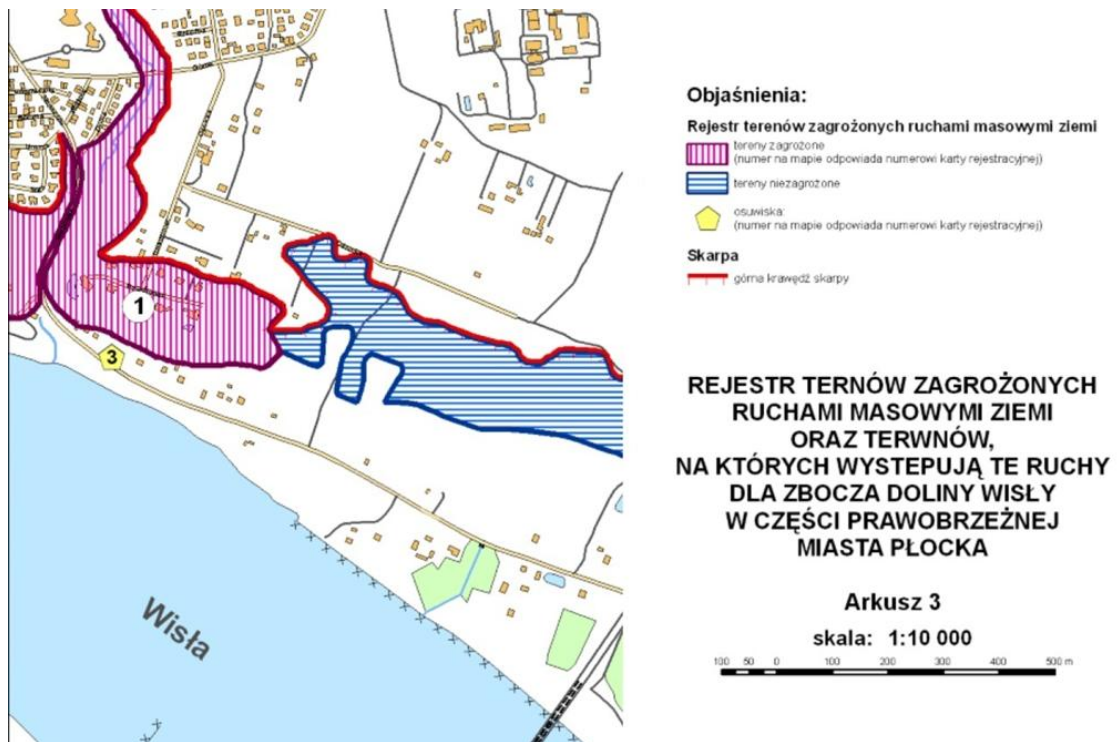 1
3
Wisła
Objaśnienia:
Rejestr terenów zagrożonych ruchami masowymi ziemi
tereny zagrożone
(numer na mapie odpowiada numerowi karty rejestracyjnej)
tereny niezagrożone
osuwiska:
(numer na mapie odpowiada numerowi karty rejestracyjnej)
Skarpa
górna krawędź skarpy
REJESTR TERNÓW ZAGROŻONYCH
RUCHAMI MASOWYMI ZIEMI
ORAZ TERWNÓW,
NA KTÓRYCH WYSTEPUJĄ TE RUCHY
DLA ZBOCZA DOLINY WISŁY
W CZĘŚCI PRAWOBRZEŻNEJ
MIASTA PŁOCKA
Arkusz 3
skala: 1:10 000
100 50 0 100 200 300 400 500 m